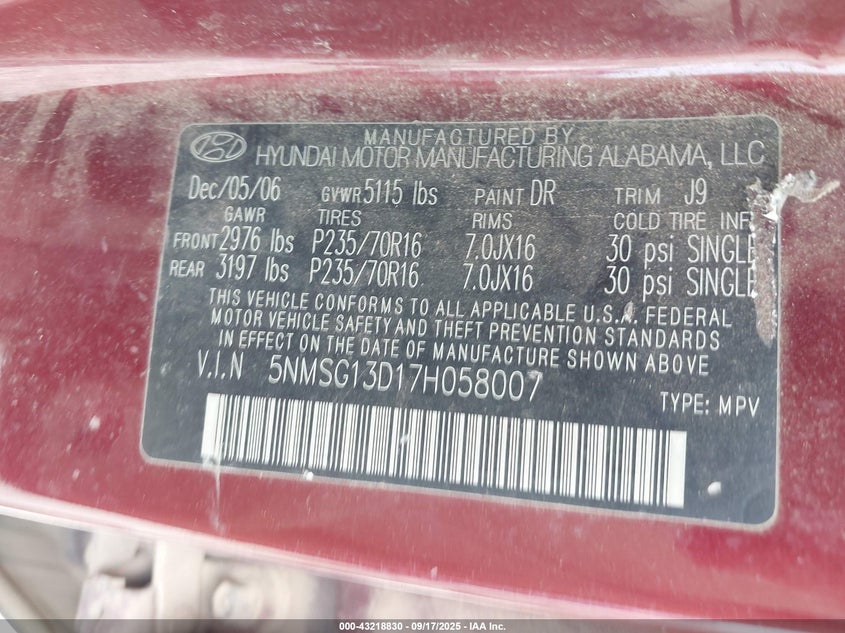 MANUFACTURED BY
HYUNDAI MOTOR MANUFACTURING ALABAMA, LLC
Dec/05/06 GVWR 5115 lbs PAINT DR TRIM J9
GAWR TIRES RIMS COLD TIRE INF
FRONT 2976 lbs P235/70R16 7.0JX16 30 psi SINGLE
REAR 3197 lbs P235/70R16 7.0JX16 30 psi SINGLE
THIS VEHICLE CONFORMS TO ALL APPLICABLE U.S.A. FEDERAL
MOTOR VEHICLE SAFETY AND THEFT PREVENTION STANDARDS
IN EFFECT ON THE DATE OF MANUFACTURE SHOWN ABOVE
V.I.N 5NMSG13D17H058007
TYPE: MPV
000-43218830 - 09/17/2025 - IAA Inc.